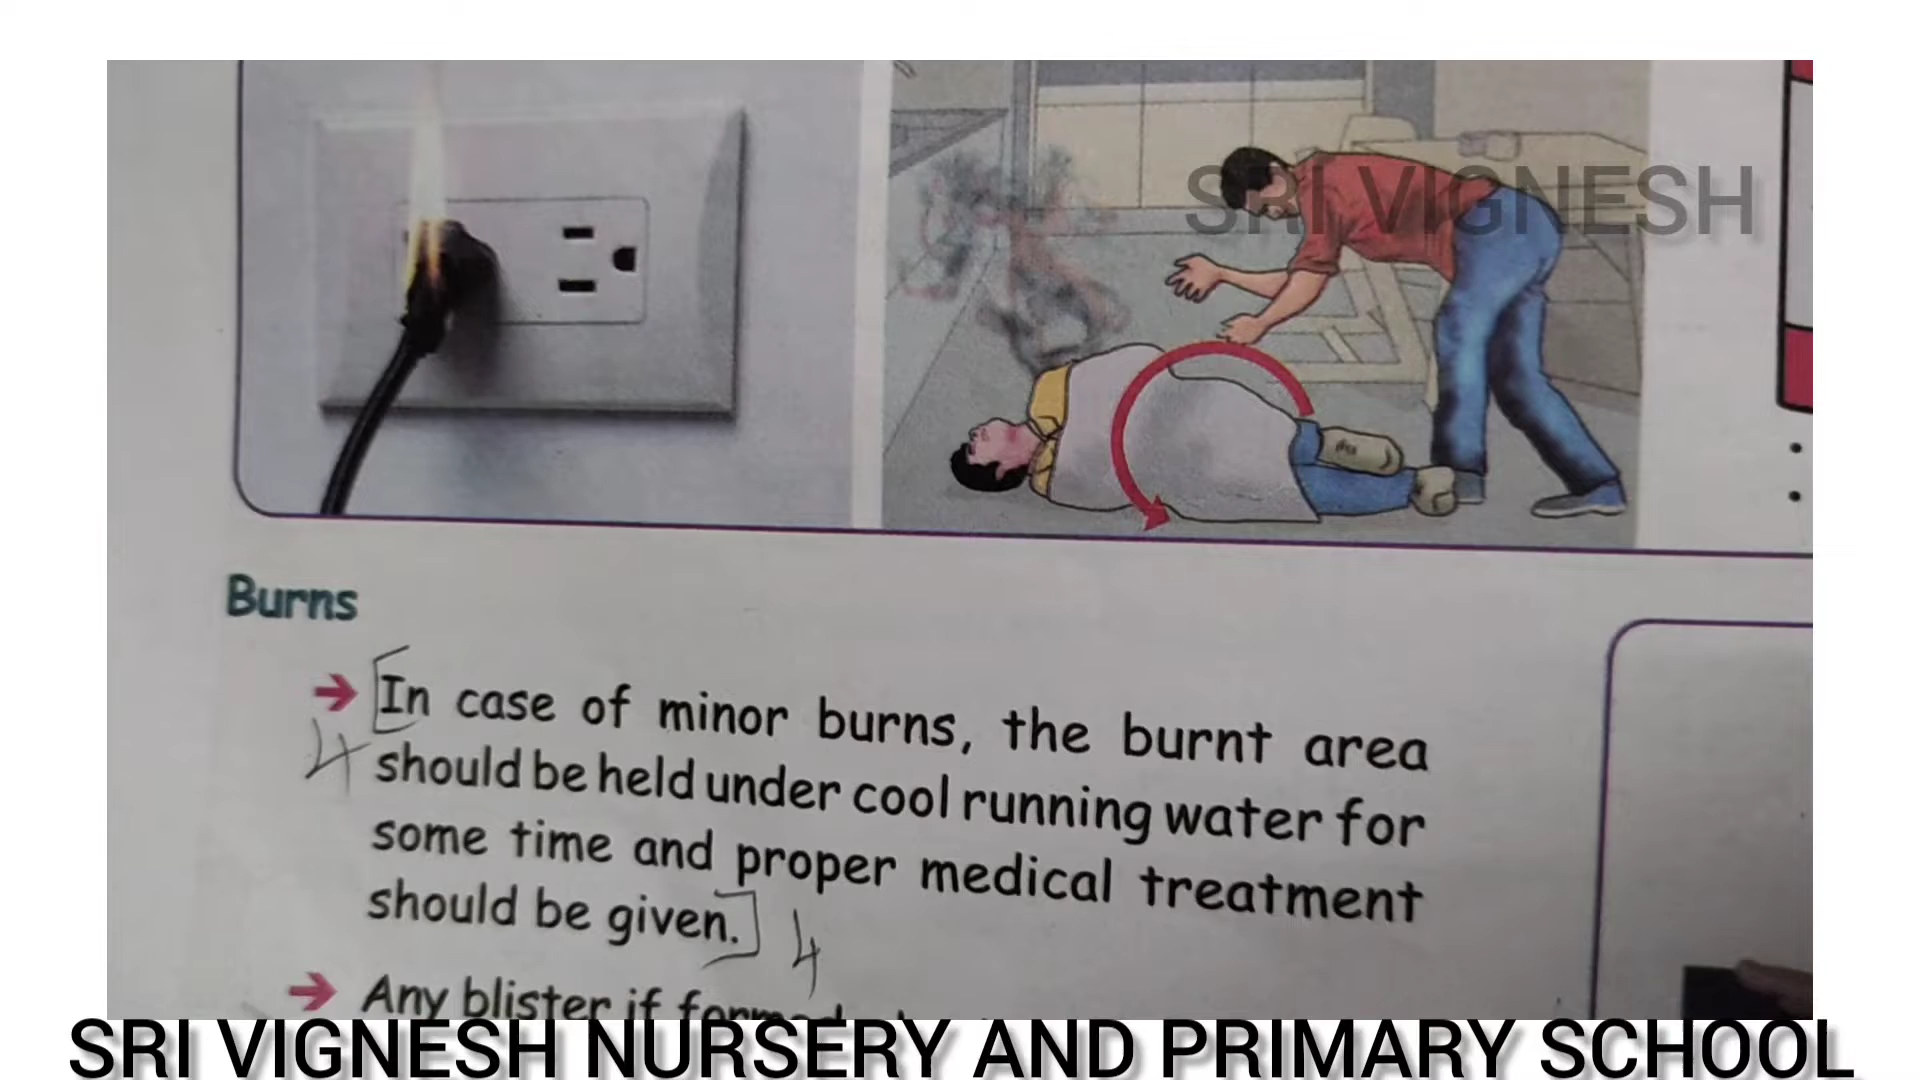 SRI VIGNESH
Burns
→ In case of minor burns, the burnt area
4 should be held under cool running water for
some time and proper medical treatment
should be given. 4
→ Any blister if formed
SRI VIGNESH NURSERY AND PRIMARY SCHOOL